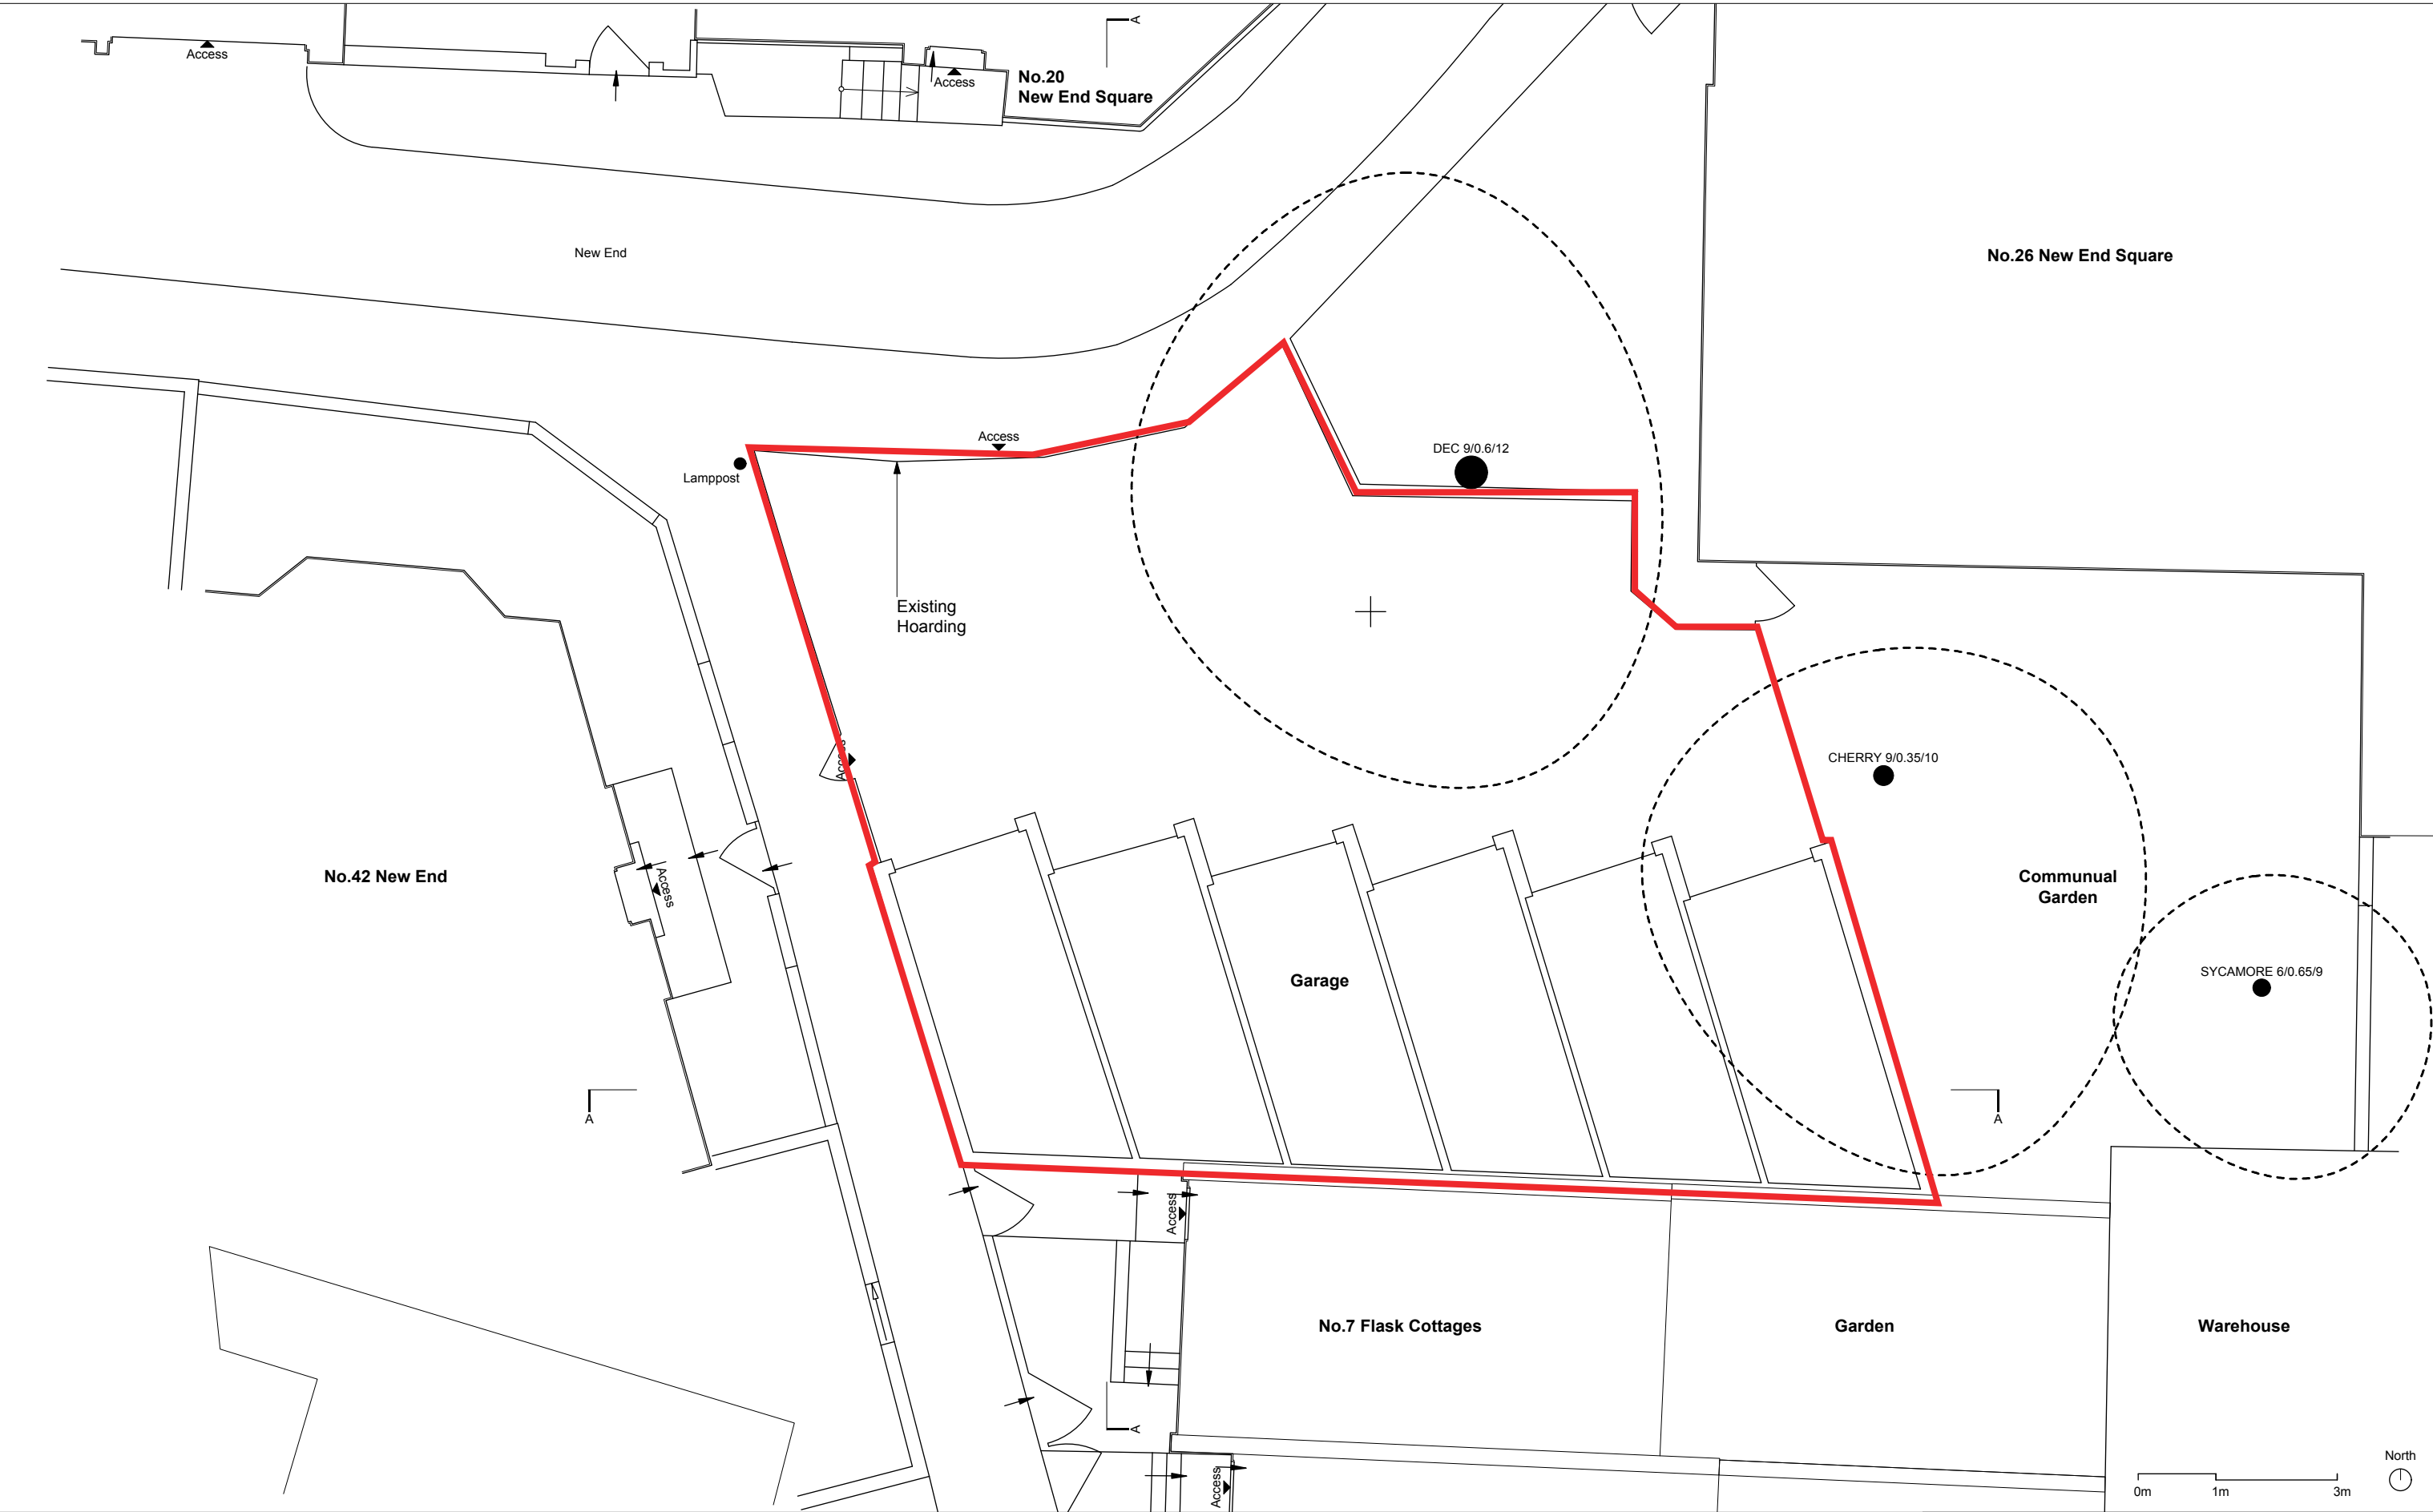 A
Access
Access
No.20
New End Square
New End
No.26 New End Square
Access
DEC 9/0.6/12
Lamppost
Existing
Hoarding
Access
CHERRY 9/0.35/10
No.42 New End
Access
Communual
Garden
Garage
SYCAMORE 6/0.65/9
A
A
Access
No.7 Flask Cottages
Garden
Warehouse
A
Access
North
0m
1m
3m